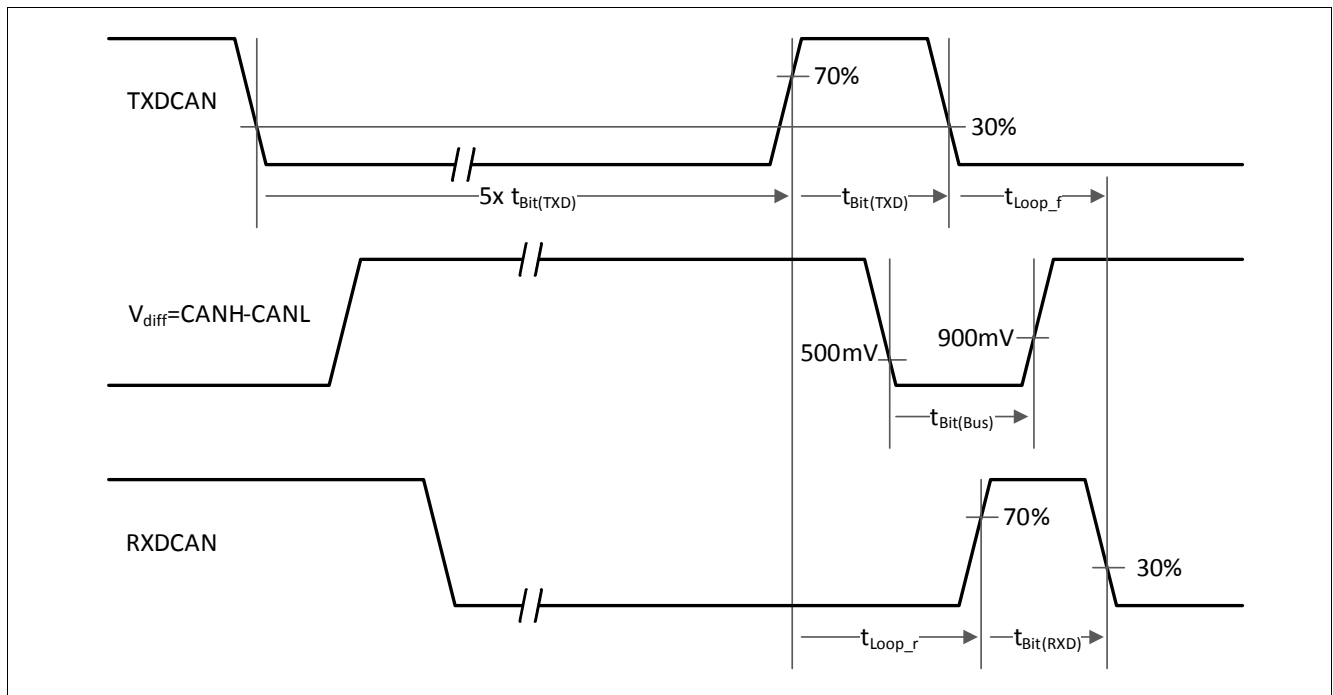 TXDCAN
70%
30%
5x tBit(TXD)
tBit(TXD)
tLoop_f
Vdiff=CANH-CANL
500mV
900mV
tBit(Bus)
RXDCAN
70%
30%
tLoop_r
tBit(RXD)